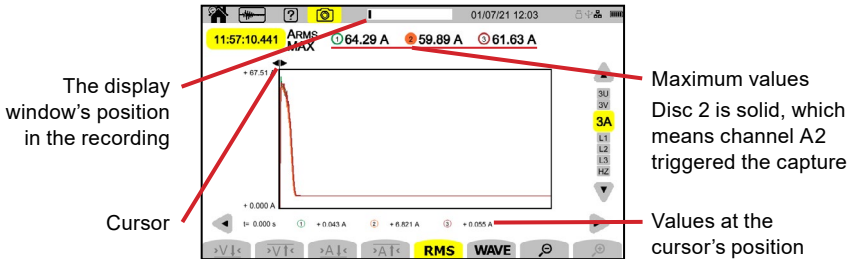 01/07/21 12:03
11:57:10.441 ARMS MAX 1 64.29 A 2 59.89 A 3 61.63 A
The display
window's position
in the recording
Maximum values
Disc 2 is solid, which
means channel A2
triggered the capture
+ 67.51 A
3U
3V
3A
L1
L2
L3
HZ
+ 0.000 A
Cursor
t= 0.000 s 1 + 0.043 A 2 + 6.821 A 3 + 0.055 A
Values at the
cursor's position
>V >V >A >A RMS WAVE